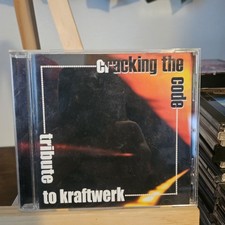 cracking the
code
tribute
to kraftwerk